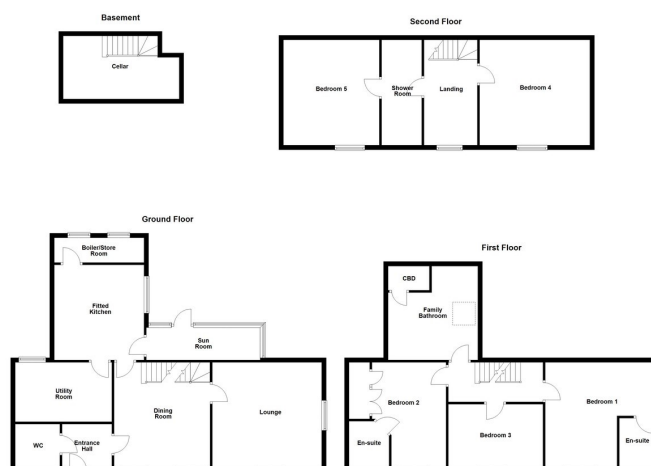 Basement
Cellar
Second Floor
Bedroom 5
Shower
Room
Landing
Bedroom 4
Ground Floor
Boiler/Store
Room
Fitted
Kitchen
Sun
Room
Utility
Room
Dining
Room
Lounge
WC
Entrance
Hall
First Floor
CBD
Family
Bathroom
Bedroom 2
Bedroom 1
En-suite
Bedroom 3
En-suite